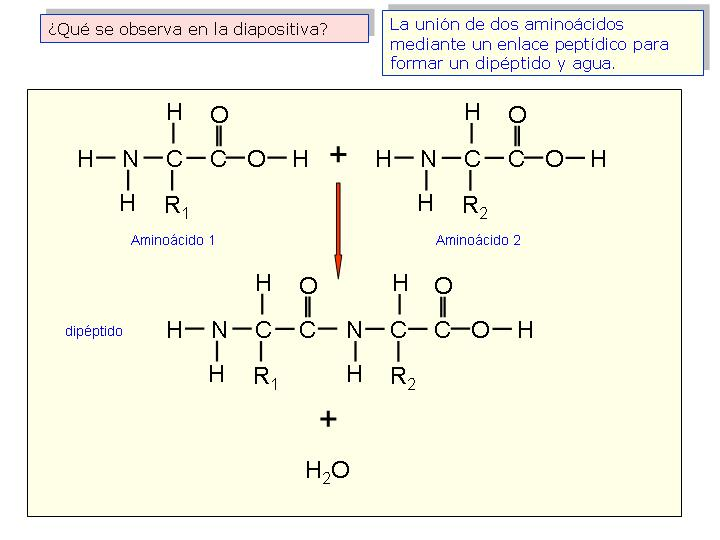 ¿Qué se observa en la diapositiva?
La unión de dos aminoácidos
mediante un enlace peptídico para
formar un dipéptido y agua.
H O H O
H N C C O H + H N C C O H
H R1 H R2
Aminoácido 1 Aminoácido 2
H O H O
dipéptido H N C C N C C O H
H R1 H R2
+
H2O